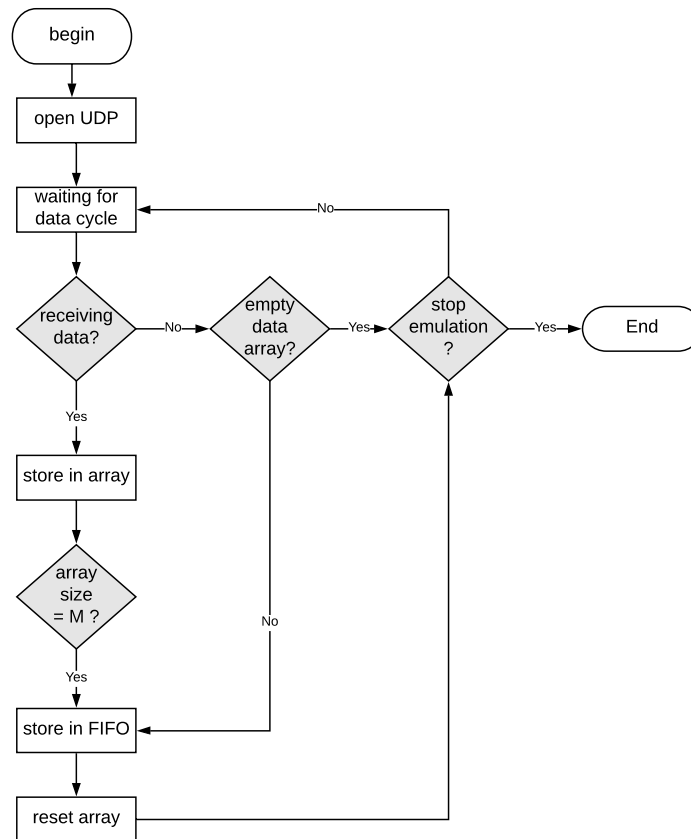 begin
open UDP
waiting for
data cycle
No
receiving
data?
No
empty
data
array?
Yes
stop
emulation
?
Yes
End
Yes
store in array
array
size
= M ?
No
Yes
store in FIFO
reset array